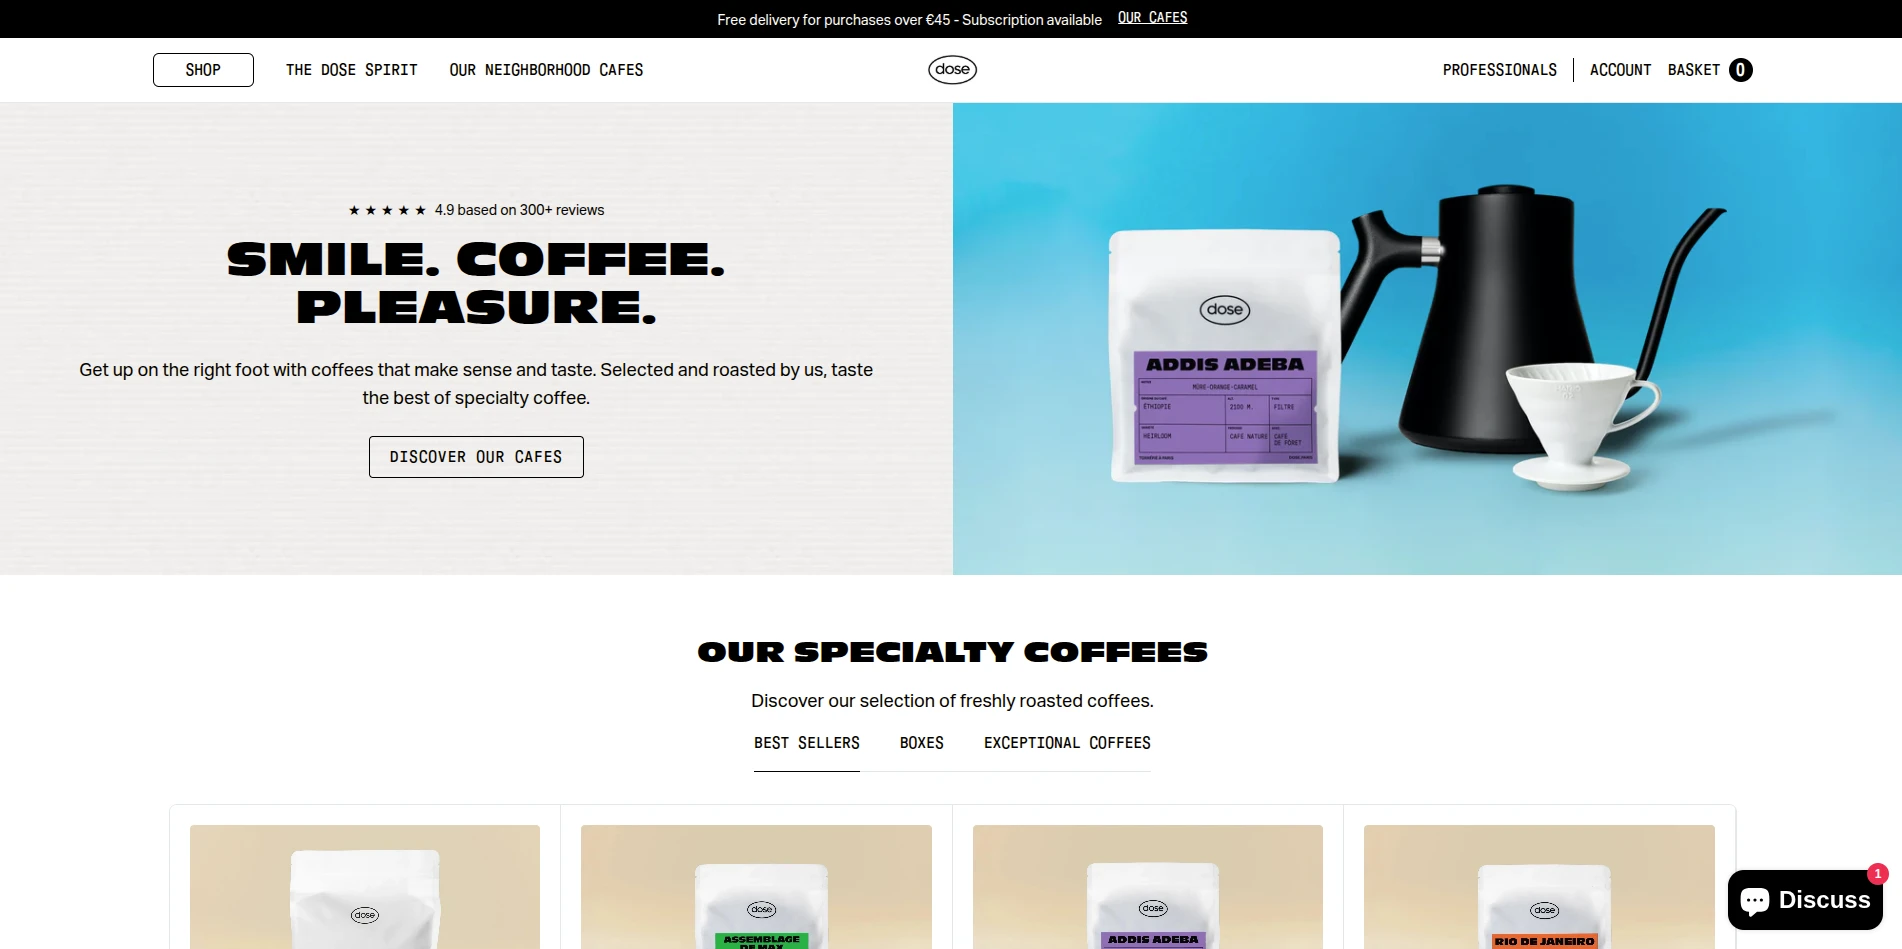 Free delivery for purchases over €45 - Subscription available OUR CAFES
SHOP THE DOSE SPIRIT OUR NEIGHBORHOOD CAFES dose PROFESSIONALS ACCOUNT BASKET 0
★ ★ ★ ★ ★ 4.9 based on 300+ reviews
SMILE. COFFEE.
PLEASURE.
Get up on the right foot with coffees that make sense and taste. Selected and roasted by us, taste
the best of specialty coffee.
DISCOVER OUR CAFES
dose
ADDIS ADEBA
MÛRE-ORANGE-CARAMEL
ÉTHIOPIE 2100 M. FILTRE
HEIRLOOM CAFE NATURE CAFE
DE FÔRET
OUR SPECIALTY COFFEES
Discover our selection of freshly roasted coffees.
BEST SELLERS BOXES EXCEPTIONAL COFFEES
dose dose dose dose
ASSEMBLAGE
DE MAX
ADDIS ADEBA
RIO DE JANEIRO
1
Discuss